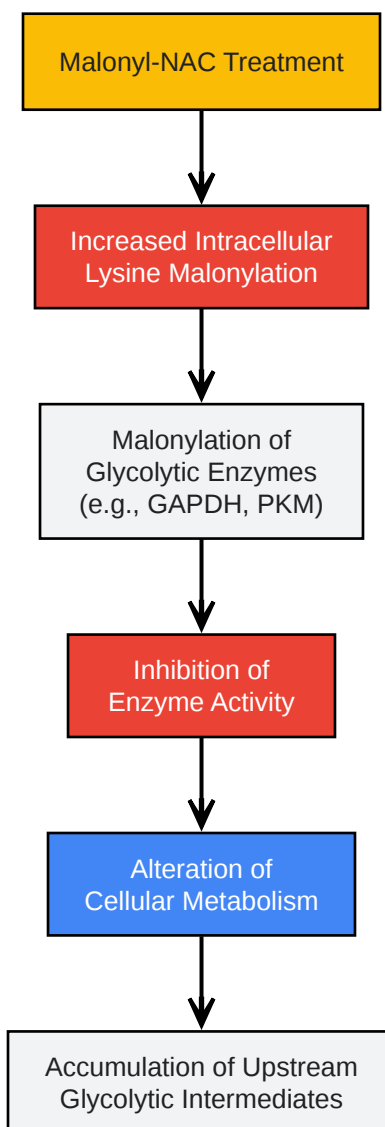 Malonyl-NAC Treatment
Increased Intracellular
Lysine Malonylation
Malonylation of
Glycolytic Enzymes
(e.g., GAPDH, PKM)
Inhibition of
Enzyme Activity
Alteration of
Cellular Metabolism
Accumulation of Upstream
Glycolytic Intermediates